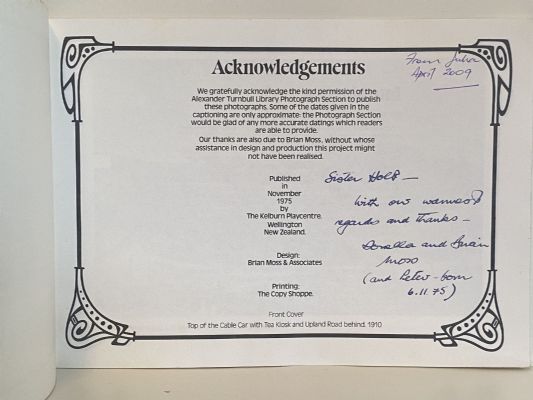 Acknowledgements
From Julia
April 2009
We gratefully acknowledge the kind permission of the
Alexander Turnbull Library Photograph Section to publish
these photographs. Some of the dates given in the
captioning are only approximate: the Photograph Section
would be glad of any more accurate datings which readers
are able to provide.
Our thanks are also due to Brian Moss, without whose
assistance in design and production this project might
not have been realised.
Published
in
November
1975
by
The Kelburn Playcentre.
Wellington
New Zealand.
Design:
Brian Moss & Associates
Printing:
The Copy Shoppe.
Front Cover
Top of the Cable Car with Tea Kiosk and Upland Road behind. 1910
Sister Holt —
With our warmest
regards and thanks –
and Brian
Moss
(and Peter - born
6.11.75)